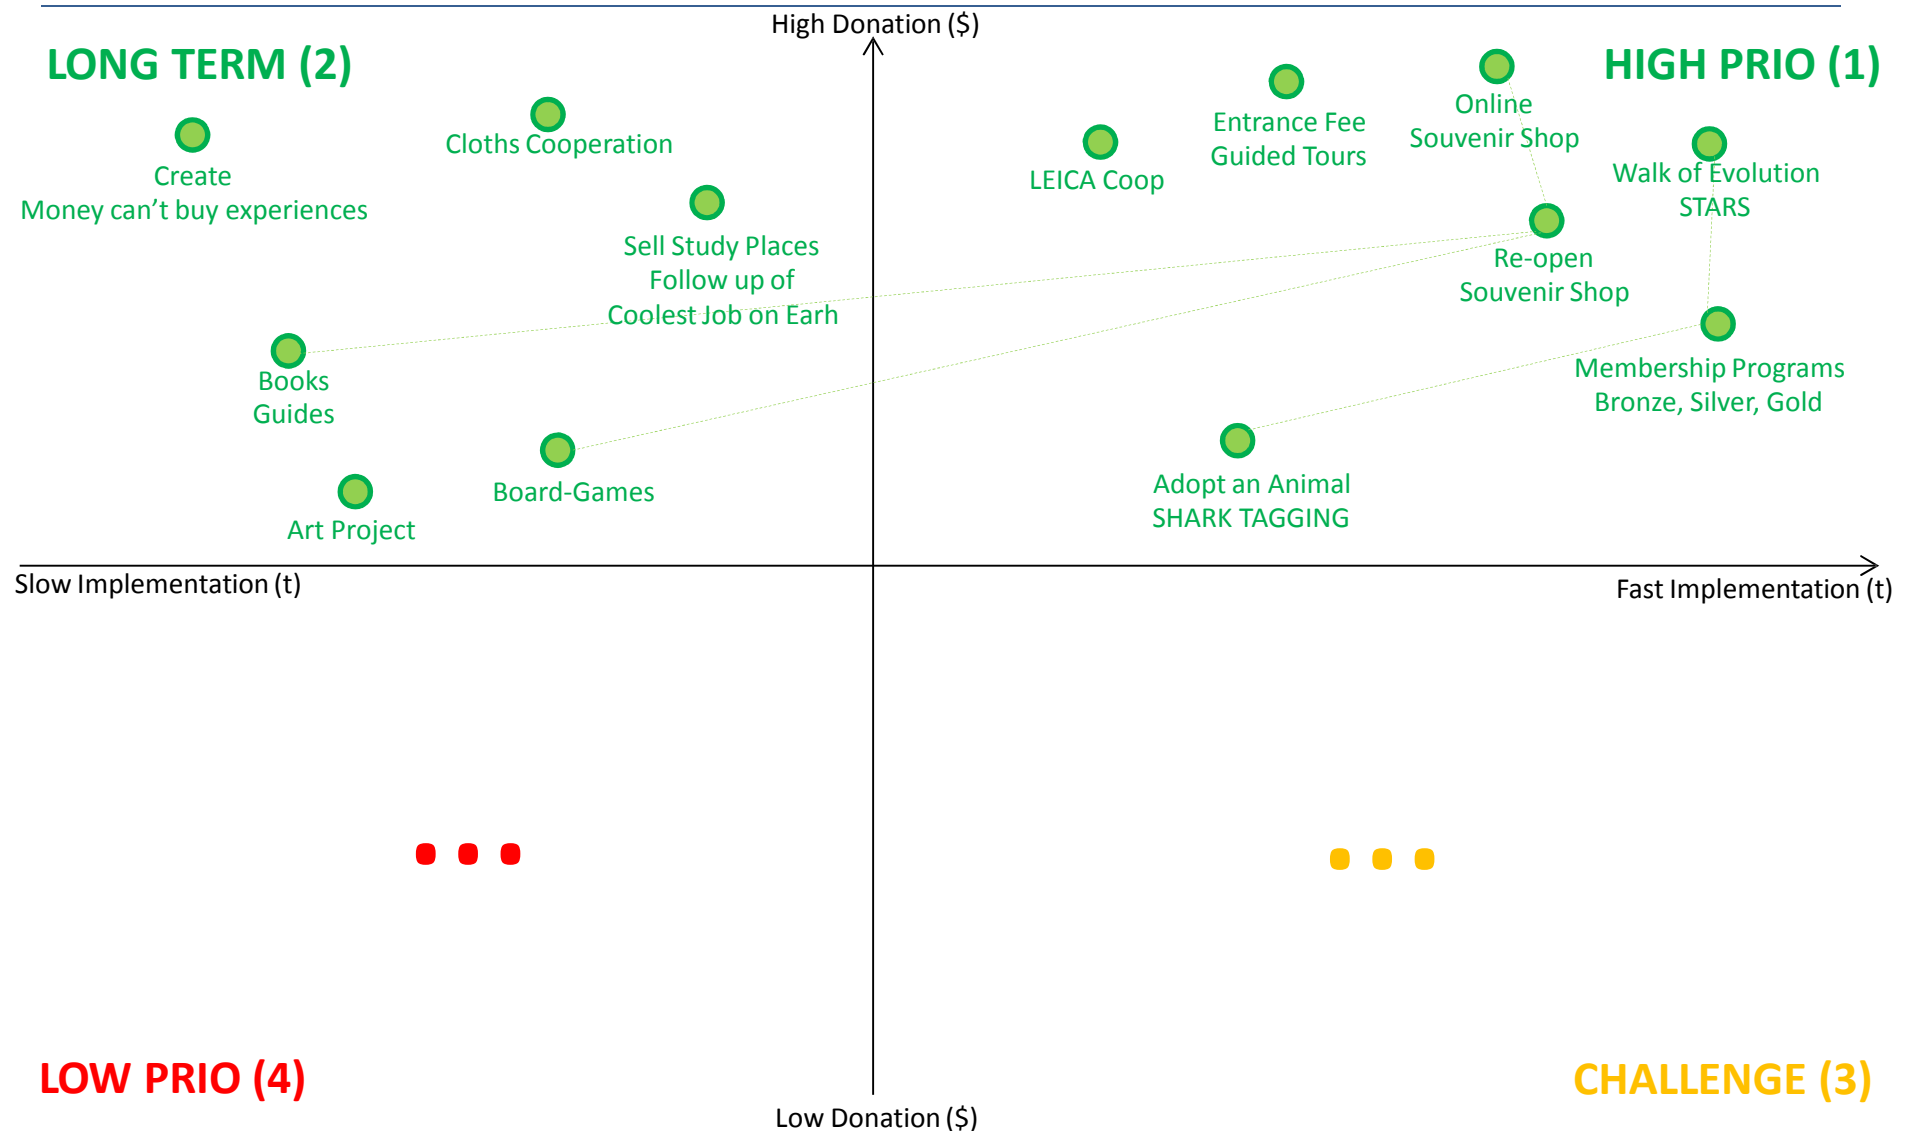 High Donation ($)
LONG TERM (2)
HIGH PRIO (1)
Create
Money can’t buy experiences
Cloths Cooperation
Sell Study Places
Follow up of
Coolest Job on Earh
Books
Guides
Board-Games
Art Project
LEICA Coop
Entrance Fee
Guided Tours
Online
Souvenir Shop
Walk of Evolution
STARS
Re-open
Souvenir Shop
Membership Programs
Bronze, Silver, Gold
Adopt an Animal
SHARK TAGGING
Slow Implementation (t)
Fast Implementation (t)
...
...
LOW PRIO (4)
CHALLENGE (3)
Low Donation ($)